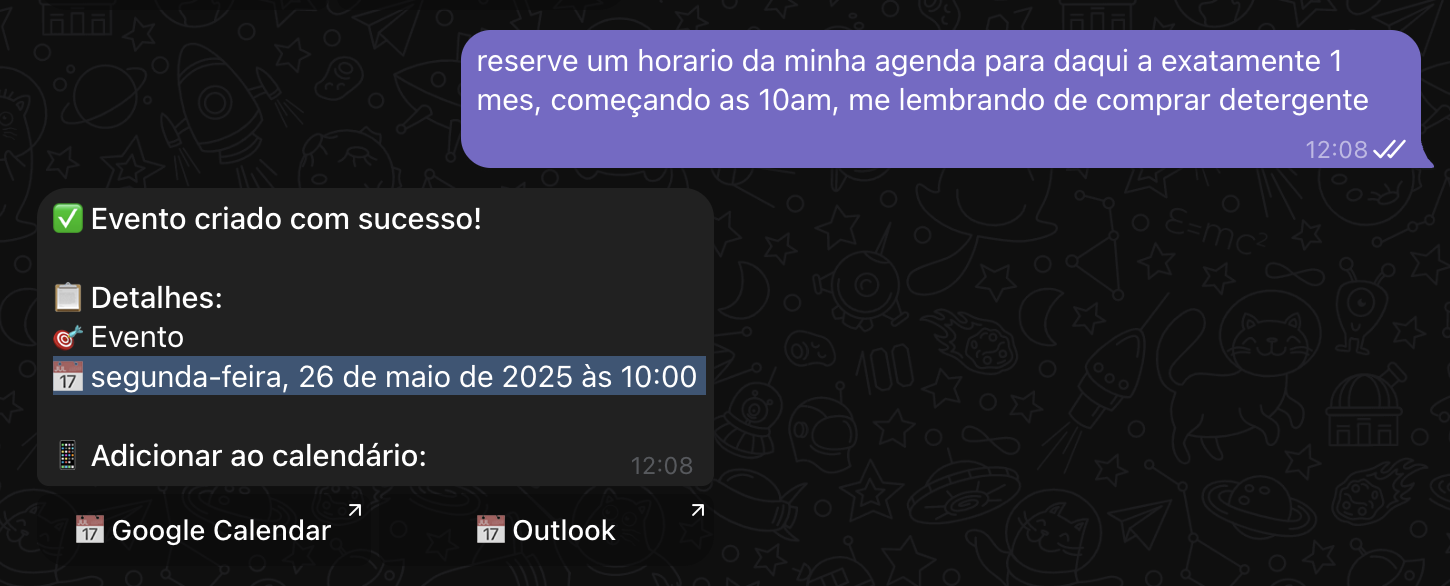 reserve um horario da minha agenda para daqui a exatamente 1
mes, começando as 10am, me lembrando de comprar detergente
12:08
✅ Evento criado com sucesso!
📋 Detalhes:
🎯 Evento
📅 segunda-feira, 26 de maio de 2025 às 10:00
📱 Adicionar ao calendário:
12:08
📅 Google Calendar
📅 Outlook
E=mc²